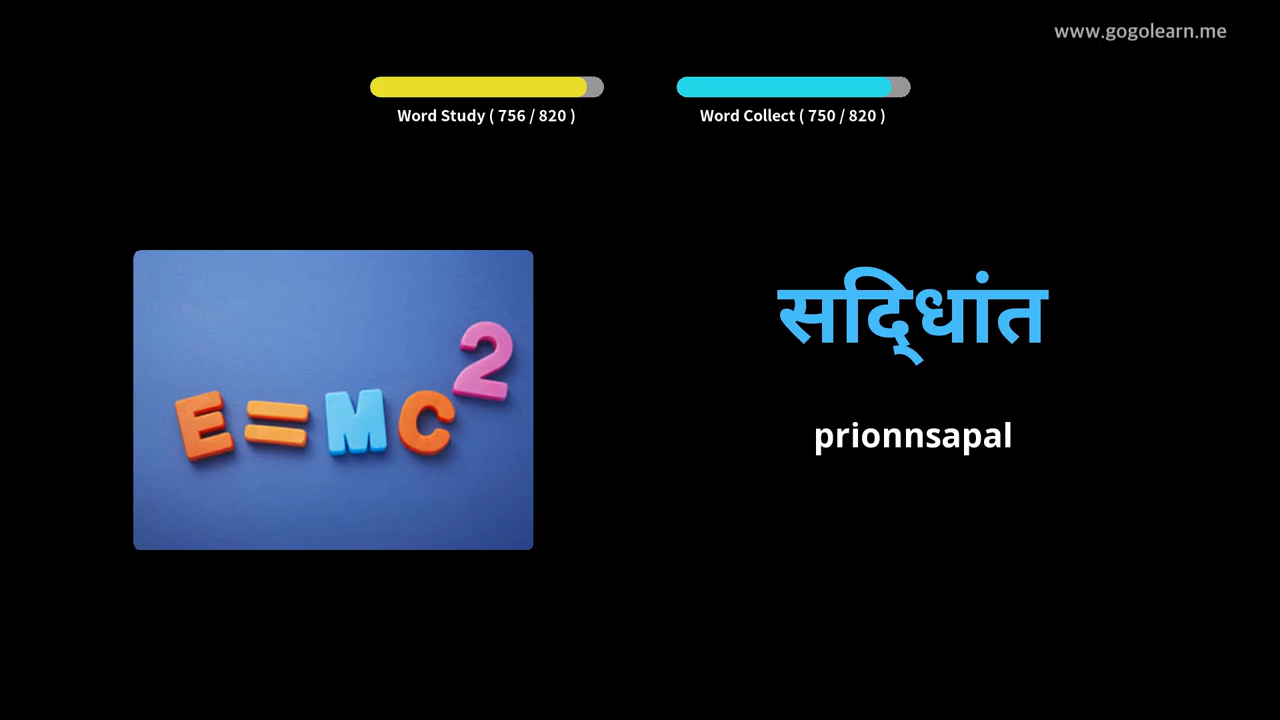 www.gogolearn.me
Word Study ( 756 / 820 )
Word Collect ( 750 / 820 )
E=MC2
सद्धिांत
prionnsapal